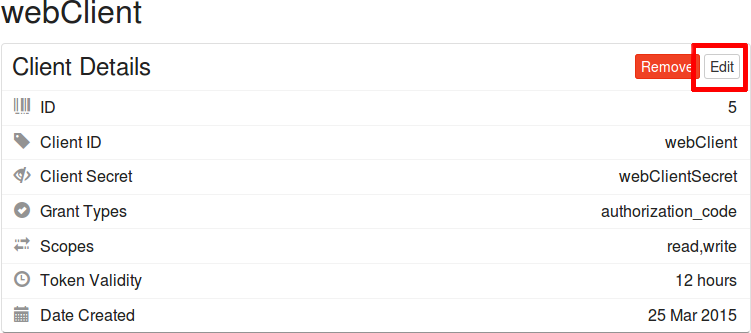 webClient
Client Details Remove Edit
ID 5
Client ID webClient
Client Secret webClientSecret
Grant Types authorization_code
Scopes read,write
Token Validity 12 hours
Date Created 25 Mar 2015